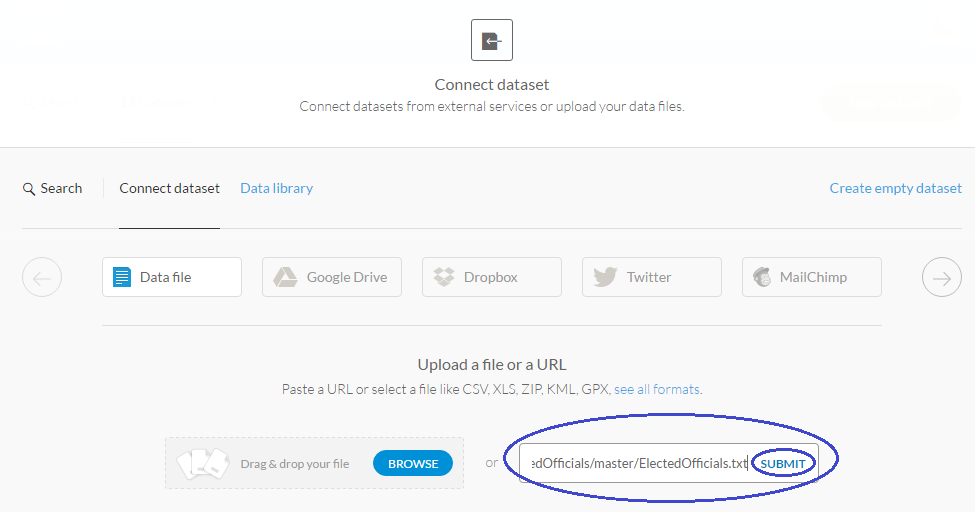 Connect dataset
Connect datasets from external services or upload your data files.
Search Connect dataset Data library Create empty dataset
Data file Google Drive Dropbox Twitter MailChimp
Upload a file or a URL
Paste a URL or select a file like CSV, XLS, ZIP, KML, GPX, see all formats.
Drag & drop your file BROWSE or edOfficials/master/ElectedOfficials.txt SUBMIT